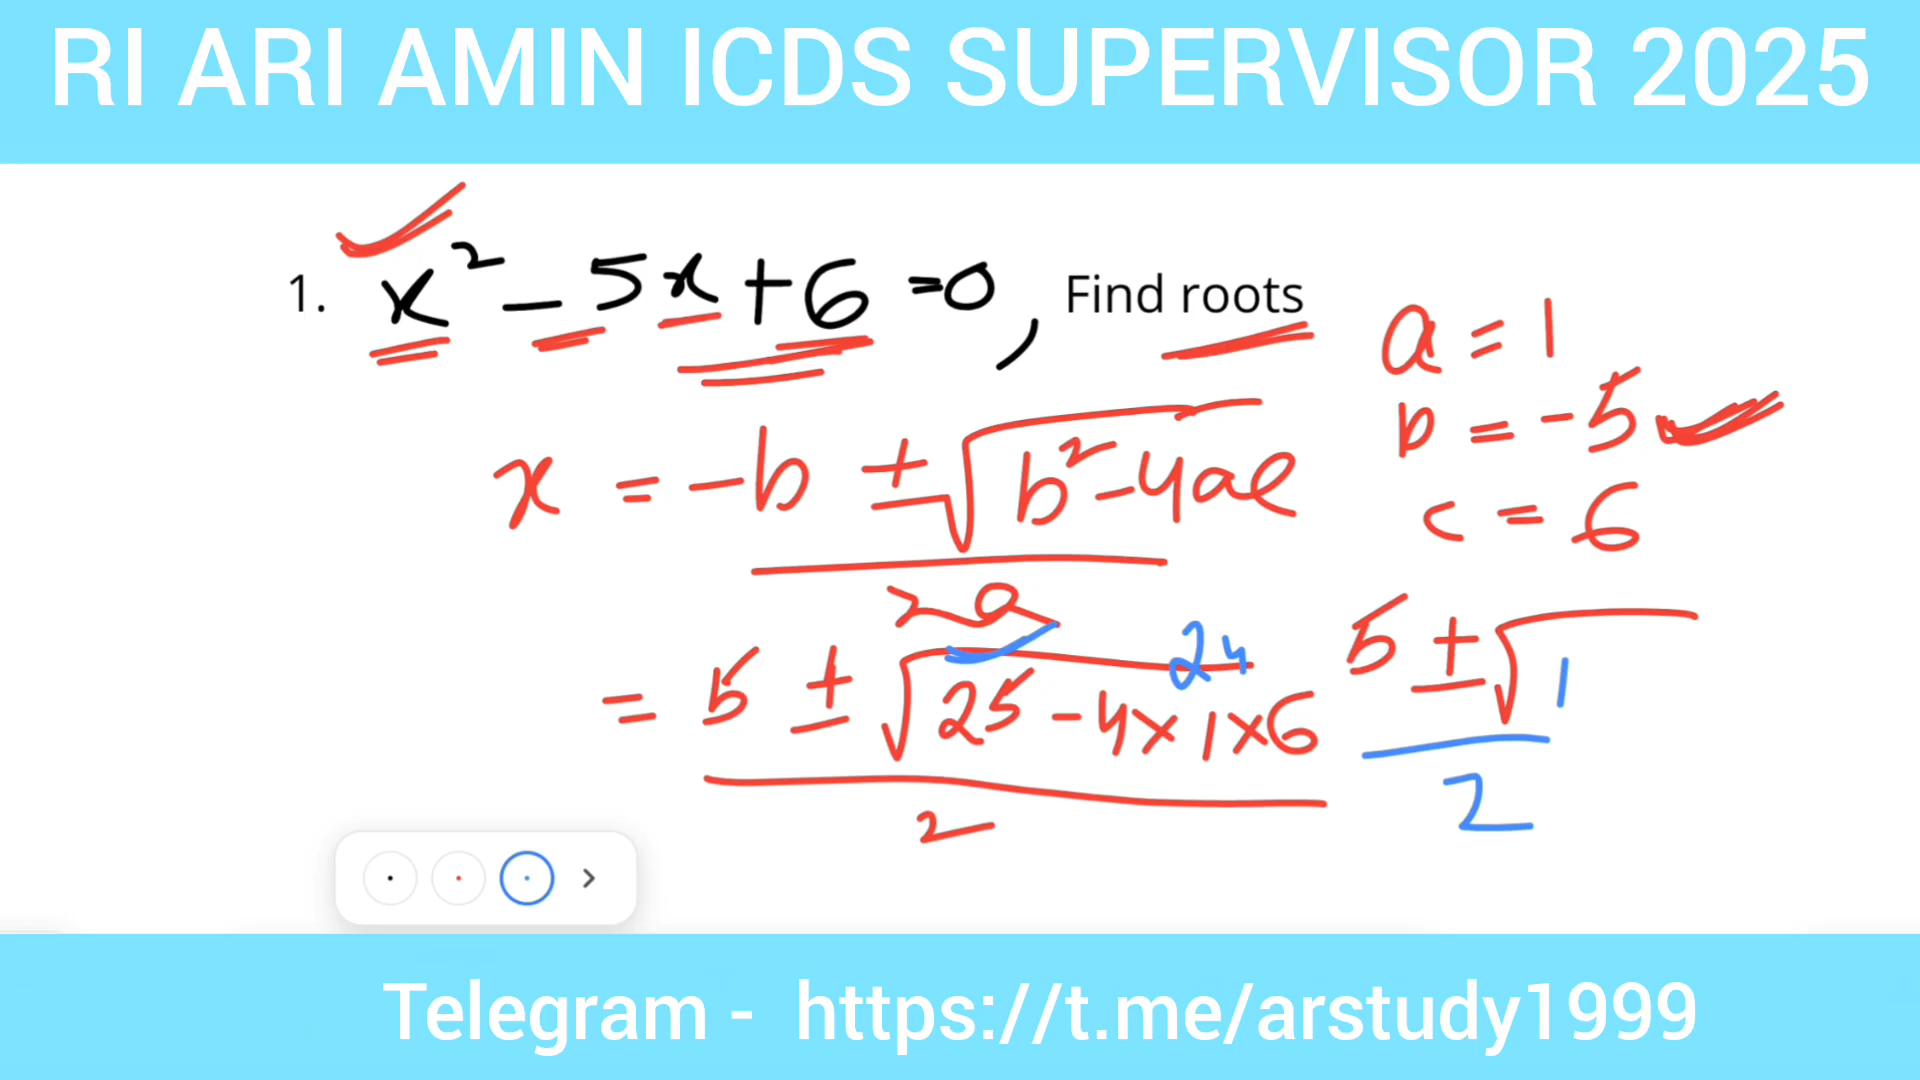 RI ARI AMIN ICDS SUPERVISOR 2025
1. x² - 5x + 6 = 0, Find roots
a = 1
b = -5
c = 6
x = -b ± √b² - 4ac
2a
= 5 ± √25 - 4 x 1 x 6
24
2
5 ± √1
2
Telegram - https://t.me/arstudy1999